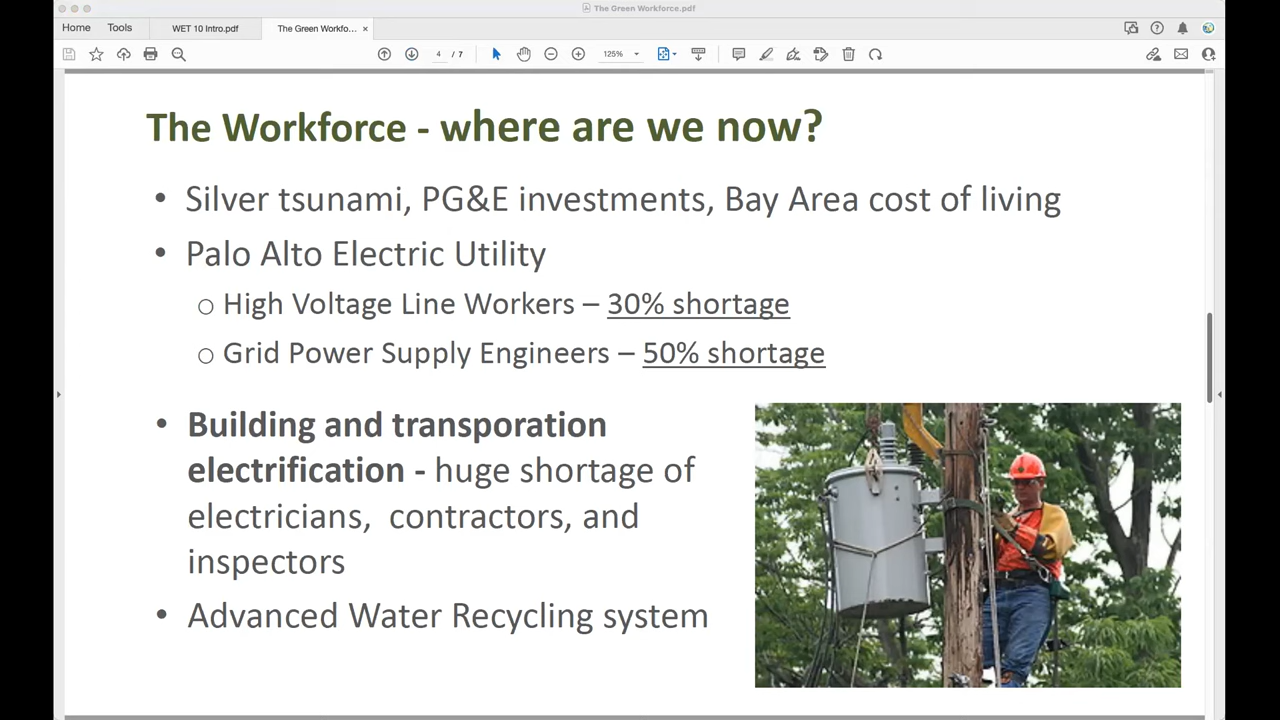 The Green Workforce.pdf
Home Tools WET 10 Intro.pdf The Green Workfo... ×
4 / 7 125%
The Workforce - where are we now?
• Silver tsunami, PG&E investments, Bay Area cost of living
• Palo Alto Electric Utility
○ High Voltage Line Workers – 30% shortage
○ Grid Power Supply Engineers – 50% shortage
• Building and transporation
electrification - huge shortage of
electricians, contractors, and
inspectors
• Advanced Water Recycling system